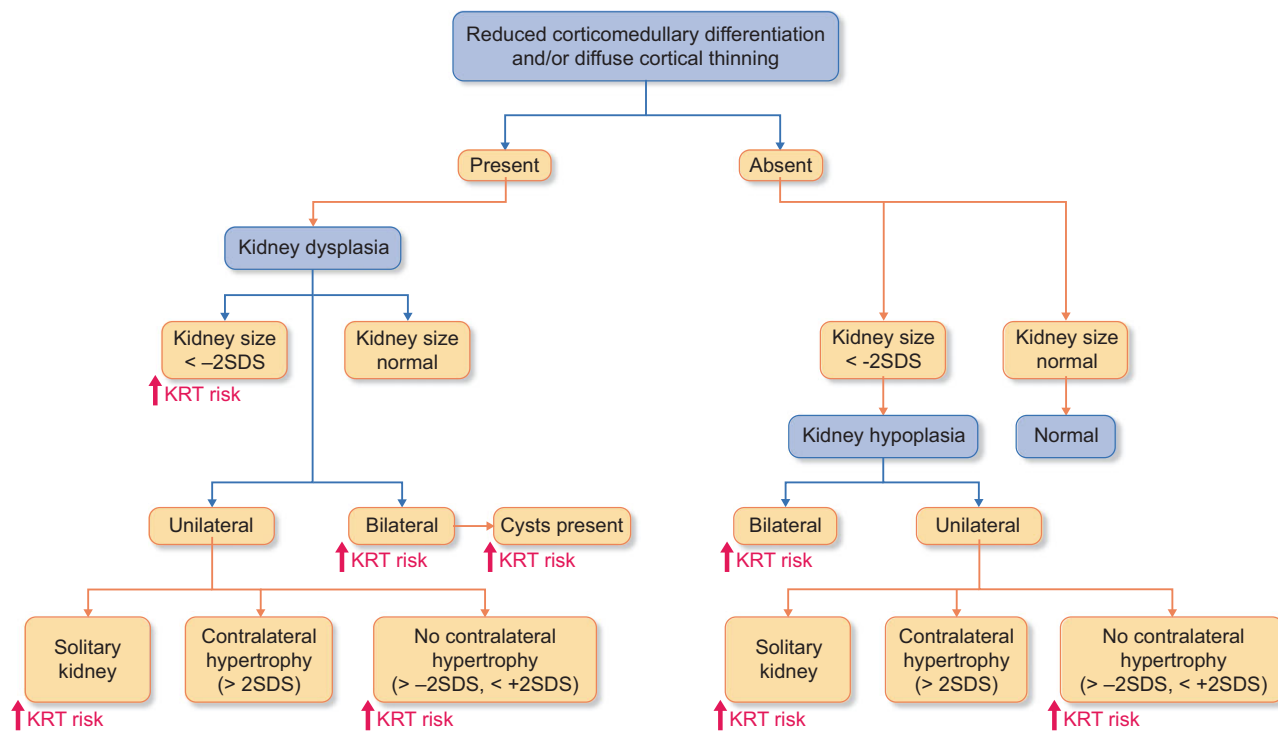 Reduced corticomedullary differentiation
and/or diffuse cortical thinning
Present
Absent
Kidney dysplasia
Kidney size
< –2SDS
KRT risk
Kidney size
normal
Kidney size
< -2SDS
Kidney size
normal
Kidney hypoplasia
Normal
Unilateral
Bilateral
KRT risk
Cysts present
KRT risk
Bilateral
KRT risk
Unilateral
Solitary
kidney
KRT risk
Contralateral
hypertrophy
(> 2SDS)
No contralateral
hypertrophy
(> –2SDS, < +2SDS)
KRT risk
Solitary
kidney
KRT risk
Contralateral
hypertrophy
(> 2SDS)
No contralateral
hypertrophy
(> –2SDS, < +2SDS)
KRT risk